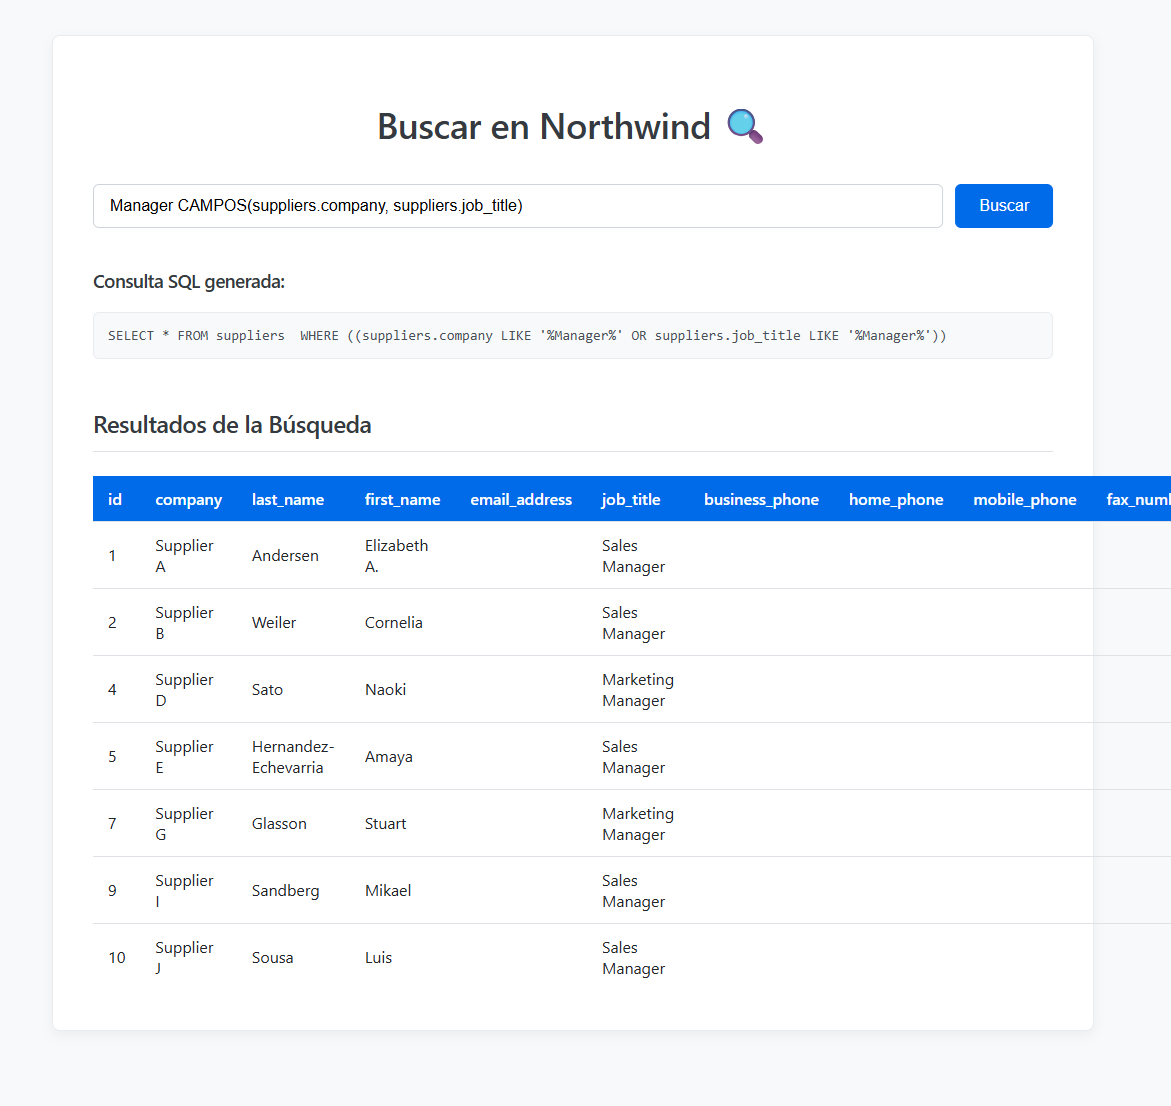 Buscar en Northwind
Manager CAMPOS(suppliers.company, suppliers.job_title)
Buscar
Consulta SQL generada:
SELECT * FROM suppliers  WHERE ((suppliers.company LIKE '%Manager%' OR suppliers.job_title LIKE '%Manager%'))
Resultados de la Búsqueda
id company last_name first_name email_address job_title business_phone home_phone mobile_phone fax_num
1 Supplier A Andersen Elizabeth A. Sales Manager
2 Supplier B Weiler Cornelia Sales Manager
4 Supplier D Sato Naoki Marketing Manager
5 Supplier E Hernandez-Echevarria Amaya Sales Manager
7 Supplier G Glasson Stuart Marketing Manager
9 Supplier I Sandberg Mikael Sales Manager
10 Supplier J Sousa Luis Sales Manager